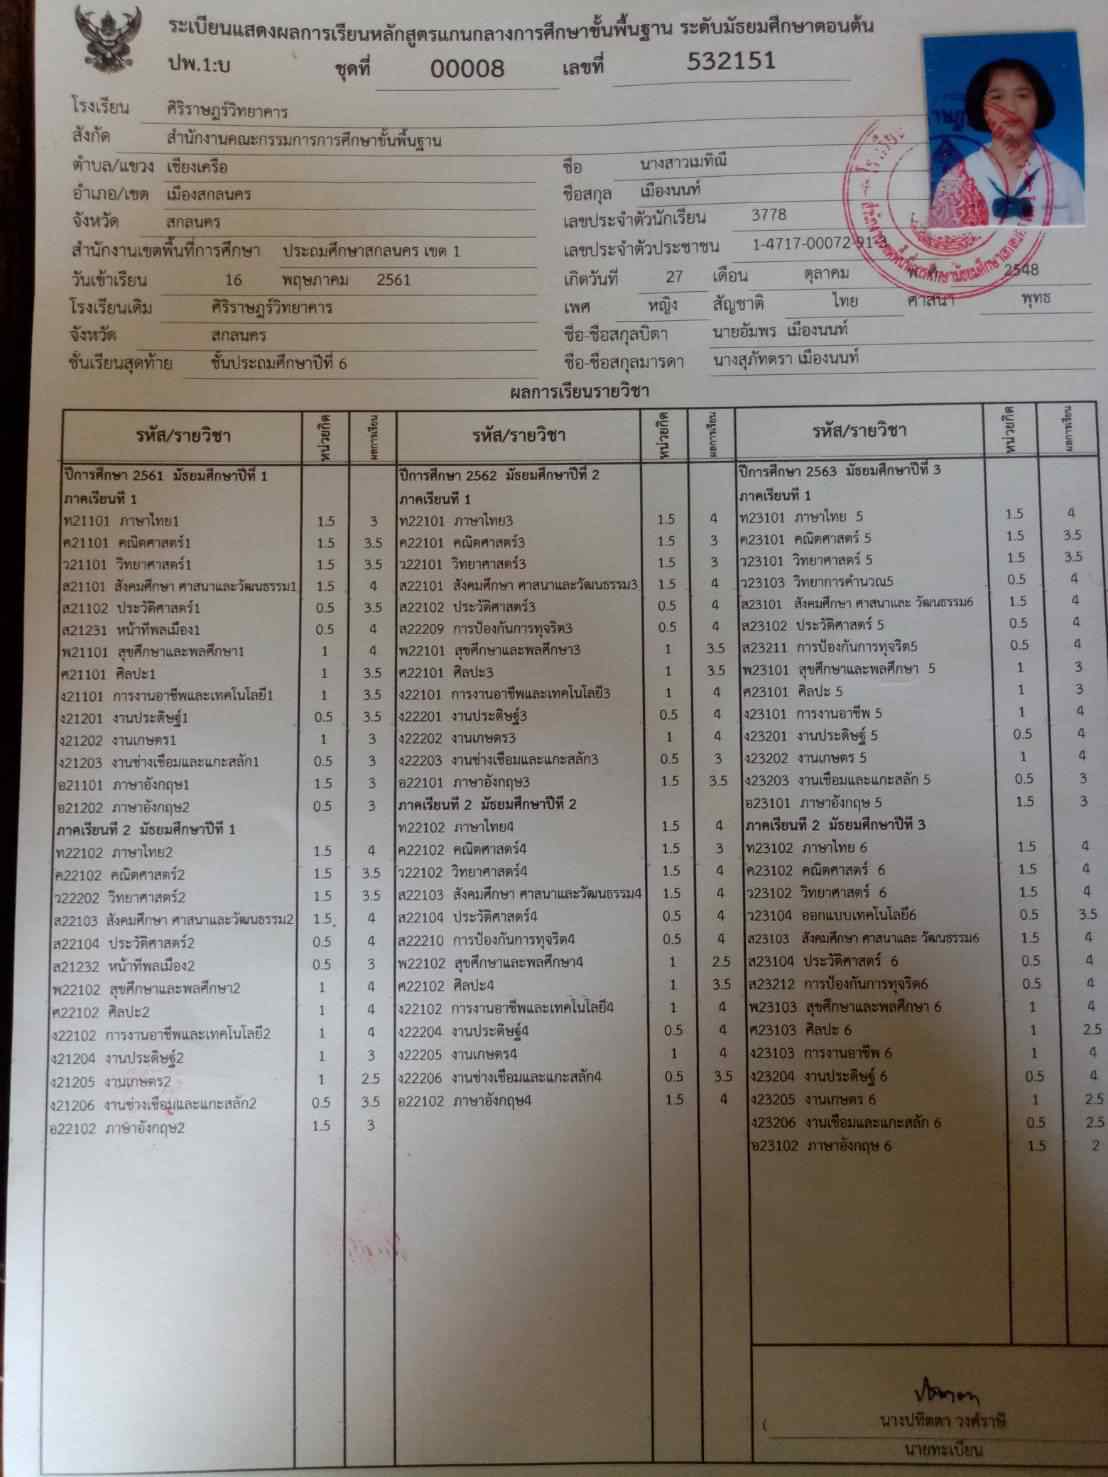 ระเบียนแสดงผลการเรียนหลักสูตรแกนกลางการศึกษาขั้นพื้นฐาน ระดับมัธยมศึกษาตอนต้น
ปพ.1:บ ชุดที่ 00008 เลขที่ 532151
โรงเรียน ศิริราษฎร์วิทยาคาร
สังกัด สำนักงานคณะกรรมการการศึกษาขั้นพื้นฐาน
ตำบล/แขวง เชียงเครือ
อำเภอ/เขต เมืองสกลนคร
จังหวัด สกลนคร
สำนักงานเขตพื้นที่การศึกษา ประถมศึกษาสกลนคร เขต 1
วันเข้าเรียน 16 พฤษภาคม 2561
โรงเรียนเดิม ศิริราษฎร์วิทยาคาร
จังหวัด สกลนคร
ชั้นเรียนสุดท้าย ชั้นประถมศึกษาปีที่ 6
ชื่อ นางสาวเมทิณี
ชื่อสกุล เมืองนนท์
เลขประจำตัวนักเรียน 3778
เลขประจำตัวประชาชน 1-4717-00072-
เกิดวันที่ 27 เดือน ตุลาคม พ.ศ. 2548
เพศ หญิง สัญชาติ ไทย ศาสนา พุทธ
ชื่อ-ชื่อสกุลบิดา นายอัมพร เมืองนนท์
ชื่อ-ชื่อสกุลมารดา นางสุภัทตรา เมืองนนท์
ผลการเรียนรายวิชา
รหัส/รายวิชา หน่วยกิต ผลการเรียน
ปีการศึกษา 2561 มัธยมศึกษาปีที่ 1
ภาคเรียนที่ 1
ท21101 ภาษาไทย1 1.5 3
ค21101 คณิตศาสตร์1 1.5 3.5
ว21101 วิทยาศาสตร์1 1.5 3.5
ส21101 สังคมศึกษา ศาสนาและวัฒนธรรม1 1.5 4
ส21102 ประวัติศาสตร์1 0.5 3.5
ส21231 หน้าที่พลเมือง1 0.5 4
พ21101 สุขศึกษาและพลศึกษา1 1 4
ศ21101 ศิลปะ1 1 3.5
ง21101 การงานอาชีพและเทคโนโลยี1 1 3.5
ง21201 งานประดิษฐ์1 0.5 3.5
ง21202 งานเกษตร1 1 3
ง21203 งานช่างเชื่อมและแกะสลัก1 0.5 3
อ21101 ภาษาอังกฤษ1 1.5 3
อ21202 ภาษาอังกฤษ2 0.5 3
ภาคเรียนที่ 2 มัธยมศึกษาปีที่ 1
ท22102 ภาษาไทย2 1.5 4
ค22102 คณิตศาสตร์2 1.5 3.5
ว22202 วิทยาศาสตร์2 1.5 3.5
ส22103 สังคมศึกษา ศาสนาและวัฒนธรรม2 1.5 4
ส22104 ประวัติศาสตร์2 0.5 4
ส21232 หน้าที่พลเมือง2 0.5 3
พ22102 สุขศึกษาและพลศึกษา2 1 4
ศ22102 ศิลปะ2 1 4
ง22102 การงานอาชีพและเทคโนโลยี2 1 4
ง21204 งานประดิษฐ์2 1 3
ง21205 งานเกษตร2 1 2.5
ง21206 งานช่างเชื่อมและแกะสลัก2 0.5 3.5
อ22102 ภาษาอังกฤษ2 1.5 3
รหัส/รายวิชา หน่วยกิต ผลการเรียน
ปีการศึกษา 2562 มัธยมศึกษาปีที่ 2
ภาคเรียนที่ 1
ท22101 ภาษาไทย3 1.5 4
ค22101 คณิตศาสตร์3 1.5 3
ว22101 วิทยาศาสตร์3 1.5 3
ส22101 สังคมศึกษา ศาสนาและวัฒนธรรม3 1.5 4
ส22102 ประวัติศาสตร์3 0.5 4
ส22209 การป้องกันการทุจริต3 0.5 4
พ22101 สุขศึกษาและพลศึกษา3 1 3.5
ศ22101 ศิลปะ3 1 3.5
ง22101 การงานอาชีพและเทคโนโลยี3 1 4
ง22201 งานประดิษฐ์3 0.5 4
ง22202 งานเกษตร3 1 4
ง22203 งานช่างเชื่อมและแกะสลัก3 0.5 3
อ22101 ภาษาอังกฤษ3 1.5 3.5
ภาคเรียนที่ 2 มัธยมศึกษาปีที่ 2
ท22102 ภาษาไทย4 1.5 4
ค22102 คณิตศาสตร์4 1.5 3
ว22102 วิทยาศาสตร์4 1.5 4
ส22103 สังคมศึกษา ศาสนาและวัฒนธรรม4 1.5 4
ส22104 ประวัติศาสตร์4 0.5 4
ส22210 การป้องกันการทุจริต4 0.5 4
พ22102 สุขศึกษาและพลศึกษา4 1 2.5
ศ22102 ศิลปะ4 1 3.5
ง22102 การงานอาชีพและเทคโนโลยี4 1 4
ง22204 งานประดิษฐ์4 0.5 4
ง22205 งานเกษตร4 1 4
ง22206 งานช่างเชื่อมและแกะสลัก4 0.5 3.5
อ22102 ภาษาอังกฤษ4 1.5 4
รหัส/รายวิชา หน่วยกิต ผลการเรียน
ปีการศึกษา 2563 มัธยมศึกษาปีที่ 3
ภาคเรียนที่ 1
ท23101 ภาษาไทย 5 1.5 4
ค23101 คณิตศาสตร์ 5 1.5 3.5
ว23101 วิทยาศาสตร์ 5 1.5 3.5
ว23103 วิทยาการคำนวณ5 0.5 4
ส23101 สังคมศึกษา ศาสนาและ วัฒนธรรม6 1.5 4
ส23102 ประวัติศาสตร์ 5 0.5 4
ส23211 การป้องกันการทุจริต5 0.5 4
พ23101 สุขศึกษาและพลศึกษา 5 1 3
ศ23101 ศิลปะ 5 1 3
ง23101 การงานอาชีพ 5 1 4
ง23201 งานประดิษฐ์ 5 0.5 4
ง23202 งานเกษตร 5 1 4
ง23203 งานเชื่อมและแกะสลัก 5 0.5 3
อ23101 ภาษาอังกฤษ 5 1.5 3
ภาคเรียนที่ 2 มัธยมศึกษาปีที่ 3
ท23102 ภาษาไทย 6 1.5 4
ค23102 คณิตศาสตร์ 6 1.5 4
ว23102 วิทยาศาสตร์ 6 1.5 4
ว23104 ออกแบบเทคโนโลยี6 0.5 3.5
ส23103 สังคมศึกษา ศาสนาและ วัฒนธรรม6 1.5 4
ส23104 ประวัติศาสตร์ 6 0.5 4
ส23212 การป้องกันการทุจริต6 0.5 4
พ23103 สุขศึกษาและพลศึกษา 6 1 4
ศ23103 ศิลปะ 6 1 2.5
ง23103 การงานอาชีพ 6 1 4
ง23204 งานประดิษฐ์ 6 0.5 4
ง23205 งานเกษตร 6 1 2.5
ง23206 งานเชื่อมและแกะสลัก 6 0.5 2.5
อ23102 ภาษาอังกฤษ 6 1.5 2
( นางปทิตตา วงศ์ราษี
นายทะเบียน